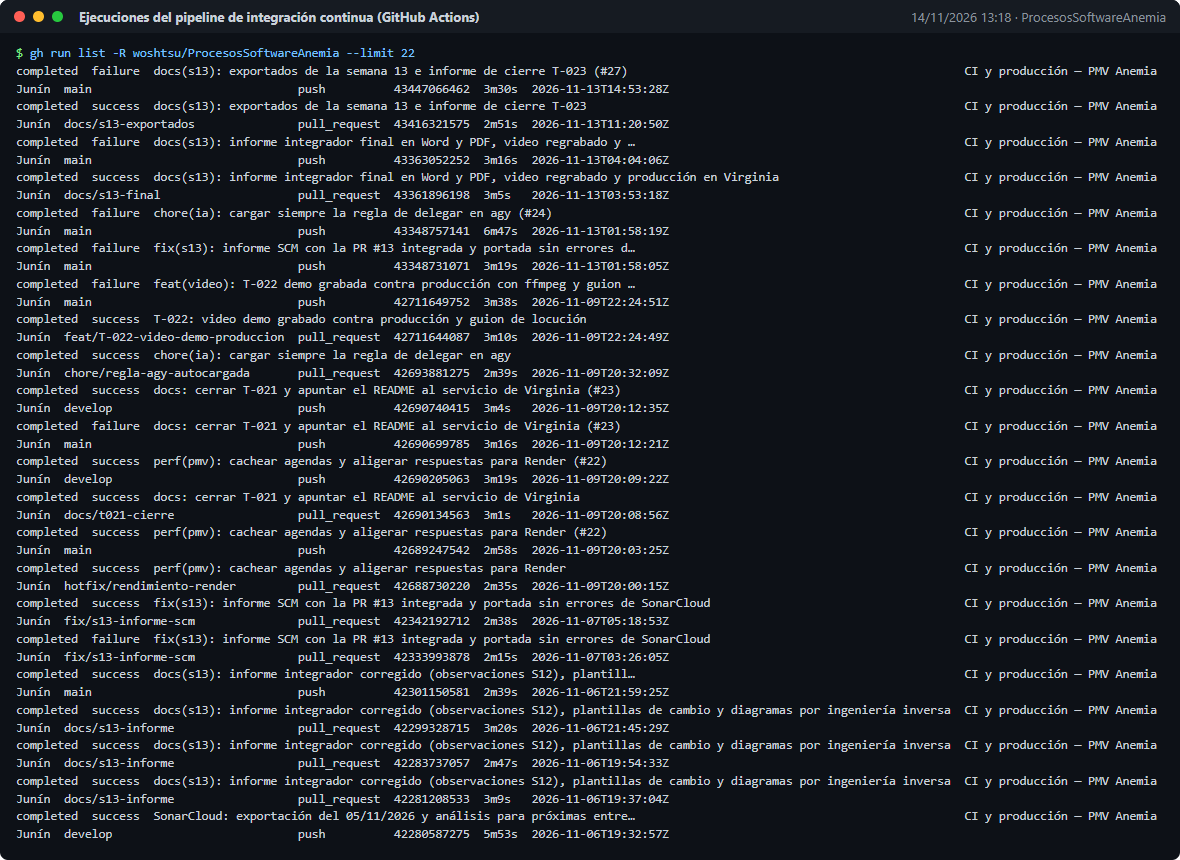 Ejecuciones del pipeline de integración continua (GitHub Actions) 14/11/2026 13:18 · ProcesosSoftwareAnemia
$ gh run list -R woshtsu/ProcesosSoftwareAnemia --limit 22
completed failure docs(s13): exportados de la semana 13 e informe de cierre T-023 (#27) CI y producción — PMV Anemia
Junín main push 43447066462 3m30s 2026-11-13T14:53:28Z
completed success docs(s13): exportados de la semana 13 e informe de cierre T-023 CI y producción — PMV Anemia
Junín docs/s13-exportados pull_request 43416321575 2m51s 2026-11-13T11:20:50Z
completed failure docs(s13): informe integrador final en Word y PDF, video regrabado y … CI y producción — PMV Anemia
Junín main push 43363052252 3m16s 2026-11-13T04:04:06Z
completed success docs(s13): informe integrador final en Word y PDF, video regrabado y producción en Virginia CI y producción — PMV Anemia
Junín docs/s13-final pull_request 43361896198 3m5s 2026-11-13T03:53:18Z
completed failure chore(ia): cargar siempre la regla de delegar en agy (#24) CI y producción — PMV Anemia
Junín main push 43348757141 6m47s 2026-11-13T01:58:19Z
completed failure fix(s13): informe SCM con la PR #13 integrada y portada sin errores d… CI y producción — PMV Anemia
Junín main push 43348731071 3m19s 2026-11-13T01:58:05Z
completed failure feat(video): T-022 demo grabada contra producción con ffmpeg y guion … CI y producción — PMV Anemia
Junín main push 42711649752 3m38s 2026-11-09T22:24:51Z
completed success T-022: video demo grabado contra producción y guion de locución CI y producción — PMV Anemia
Junín feat/T-022-video-demo-produccion pull_request 42711644087 3m10s 2026-11-09T22:24:49Z
completed success chore(ia): cargar siempre la regla de delegar en agy CI y producción — PMV Anemia
Junín chore/regla-agy-autocargada pull_request 42693881275 2m39s 2026-11-09T20:32:09Z
completed success docs: cerrar T-021 y apuntar el README al servicio de Virginia (#23) CI y producción — PMV Anemia
Junín develop push 42690740415 3m4s 2026-11-09T20:12:35Z
completed failure docs: cerrar T-021 y apuntar el README al servicio de Virginia (#23) CI y producción — PMV Anemia
Junín main push 42690699785 3m16s 2026-11-09T20:12:21Z
completed success perf(pmv): cachear agendas y aligerar respuestas para Render (#22) CI y producción — PMV Anemia
Junín develop push 42690205063 3m19s 2026-11-09T20:09:22Z
completed success docs: cerrar T-021 y apuntar el README al servicio de Virginia CI y producción — PMV Anemia
Junín docs/t021-cierre pull_request 42690134563 3m1s 2026-11-09T20:08:56Z
completed success perf(pmv): cachear agendas y aligerar respuestas para Render (#22) CI y producción — PMV Anemia
Junín main push 42689247542 2m58s 2026-11-09T20:03:25Z
completed success perf(pmv): cachear agendas y aligerar respuestas para Render CI y producción — PMV Anemia
Junín hotfix/rendimiento-render pull_request 42688730220 2m35s 2026-11-09T20:00:15Z
completed success fix(s13): informe SCM con la PR #13 integrada y portada sin errores de SonarCloud CI y producción — PMV Anemia
Junín fix/s13-informe-scm pull_request 42342192712 2m38s 2026-11-07T05:18:53Z
completed failure fix(s13): informe SCM con la PR #13 integrada y portada sin errores de SonarCloud CI y producción — PMV Anemia
Junín fix/s13-informe-scm pull_request 42333993878 2m15s 2026-11-07T03:26:05Z
completed success docs(s13): informe integrador corregido (observaciones S12), plantill… CI y producción — PMV Anemia
Junín main push 42301150581 2m39s 2026-11-06T21:59:25Z
completed success docs(s13): informe integrador corregido (observaciones S12), plantillas de cambio y diagramas por ingeniería inversa CI y producción — PMV Anemia
Junín docs/s13-informe pull_request 42299328715 3m20s 2026-11-06T21:45:29Z
completed success docs(s13): informe integrador corregido (observaciones S12), plantillas de cambio y diagramas por ingeniería inversa CI y producción — PMV Anemia
Junín docs/s13-informe pull_request 42283737057 2m47s 2026-11-06T19:54:33Z
completed success docs(s13): informe integrador corregido (observaciones S12), plantillas de cambio y diagramas por ingeniería inversa CI y producción — PMV Anemia
Junín docs/s13-informe pull_request 42281208533 3m9s 2026-11-06T19:37:04Z
completed success SonarCloud: exportación del 05/11/2026 y análisis para próximas entre… CI y producción — PMV Anemia
Junín develop push 42280587275 5m53s 2026-11-06T19:32:57Z